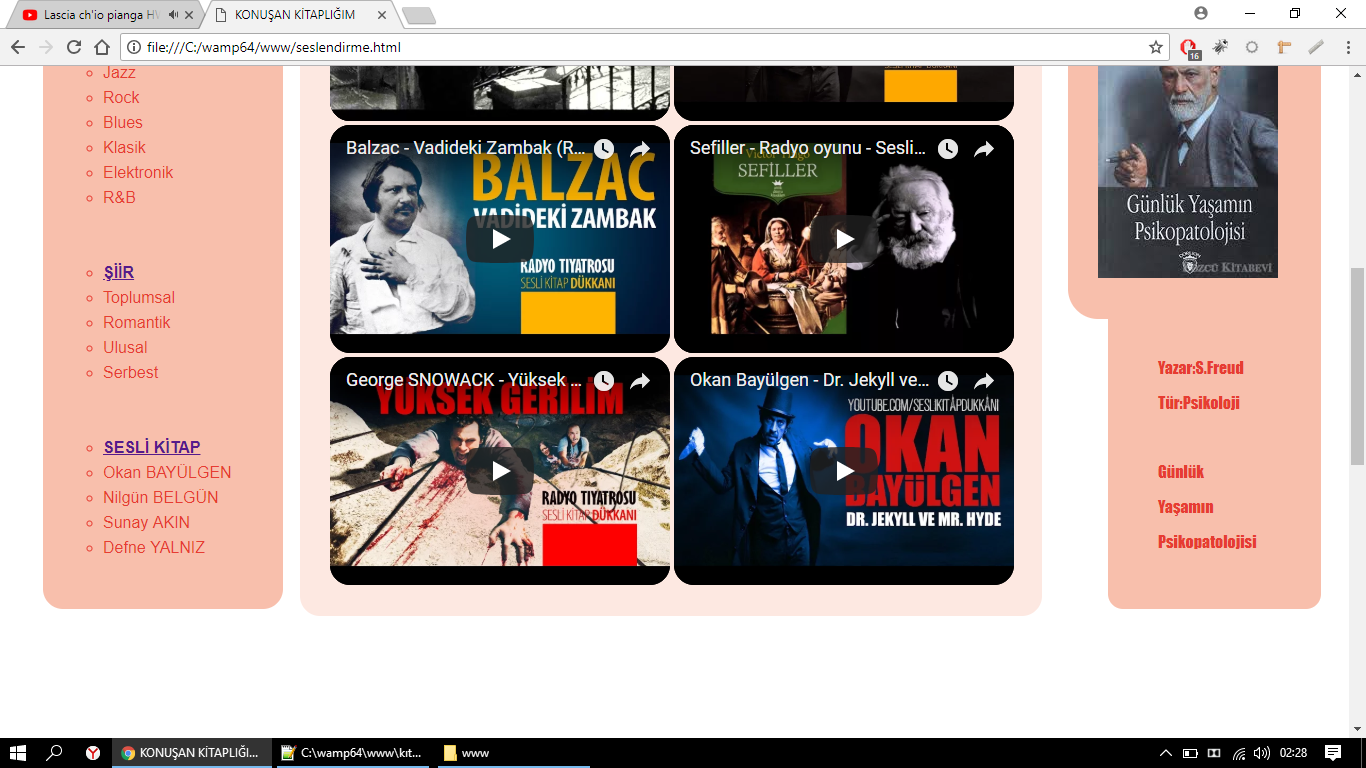 Lascia ch'io pianga H
KONUŞAN KİTAPLIĞIM
file:///C:/wamp64/www/seslendirme.html
16
Jazz
Rock
Blues
Klasik
Elektronik
R&B
ŞİİR
Toplumsal
Romantik
Ulusal
Serbest
SESLİ KİTAP
Okan BAYÜLGEN
Nilgün BELGÜN
Sunay AKIN
Defne YALNIZ
Balzac - Vadideki Zambak (R...
BALZAC
VADİDEKİ ZAMBAK
RADYO TİYATROSU
SESLİ KİTAP DÜKKANI
Sefiller - Radyo oyunu - Sesli...
Victor Hugo
SEFİLLER
George SNOWACK - Yüksek ...
YÜKSEK GERİLİM
RADYO TİYATROSU
SESLİ KİTAP DÜKKANI
Okan Bayülgen - Dr. Jekyll ve...
YOUTUBE.COM/SESLIKITAPDUKKANI
OKAN
BAYÜLGEN
DR. JEKYLL VE MR. HYDE
Günlük Yaşamın
Psikopatolojisi
KİTABEVİ
Yazar:S.Freud
Tür:Psikoloji
Günlük
Yaşamın
Psikopatolojisi
KONUŞAN KİTAPLIĞI...
C:\wamp64\www\kıt...
www
02:28